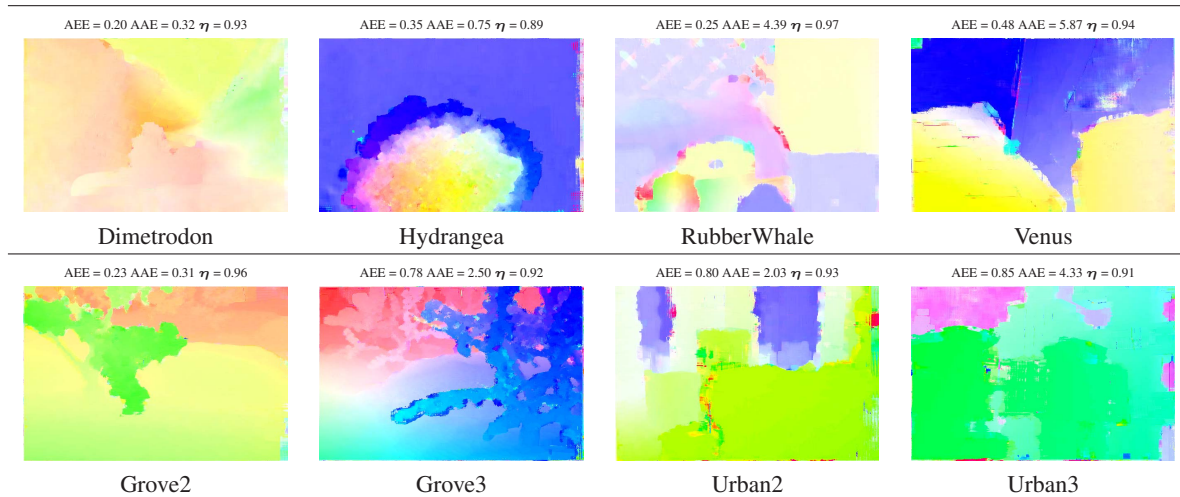 AEE = 0.20 AAE = 0.32 η = 0.93
AEE = 0.35 AAE = 0.75 η = 0.89
AEE = 0.25 AAE = 4.39 η = 0.97
AEE = 0.48 AAE = 5.87 η = 0.94
Dimetrodon
Hydrangea
RubberWhale
Venus
AEE = 0.23 AAE = 0.31 η = 0.96
AEE = 0.78 AAE = 2.50 η = 0.92
AEE = 0.80 AAE = 2.03 η = 0.93
AEE = 0.85 AAE = 4.33 η = 0.91
Grove2
Grove3
Urban2
Urban3